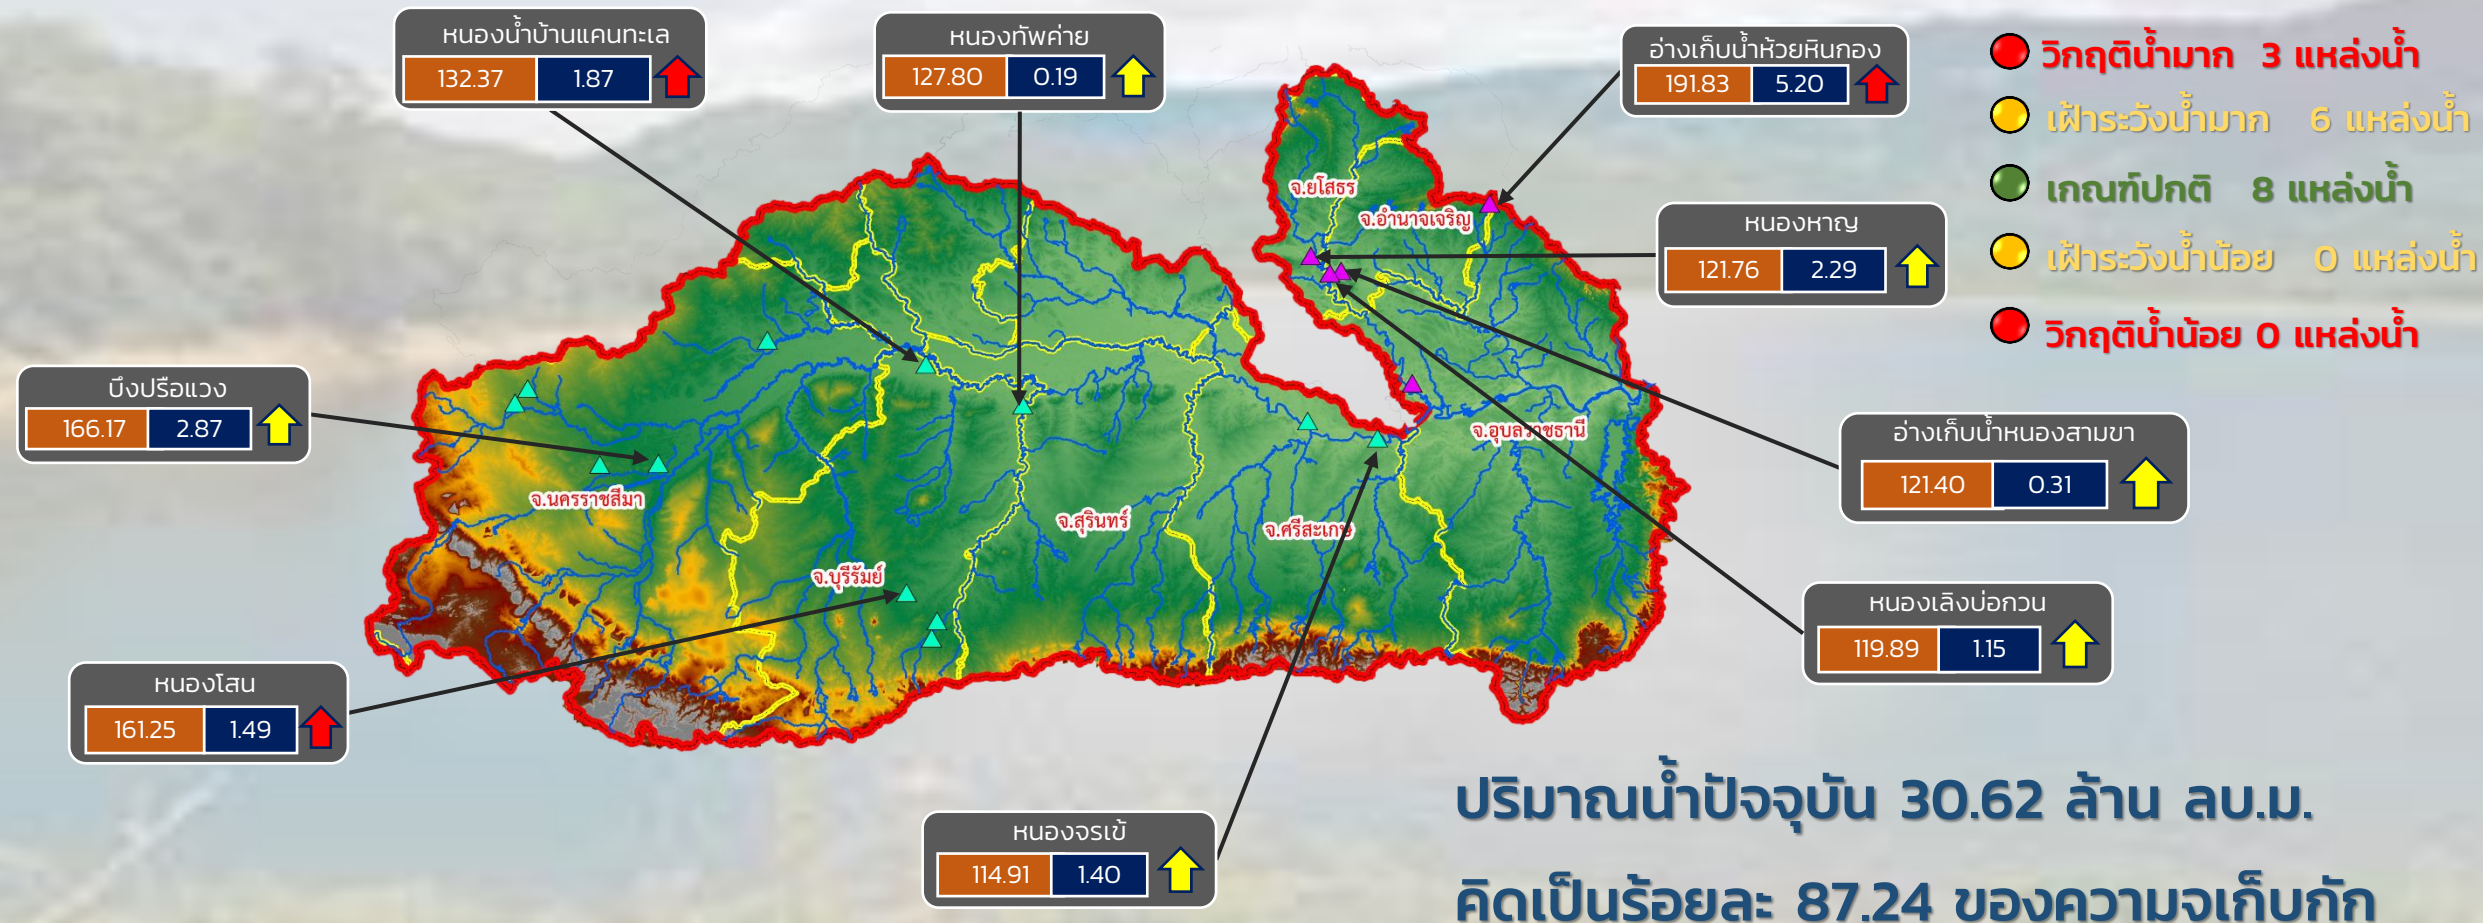 หนองน้ำบ้านแคนทะเล
132.37 1.87
หนองทัพค่าย
127.80 0.19
อ่างเก็บน้ำห้วยหินกอง
191.83 5.20
วิกฤติน้ำมาก 3 แหล่งน้ำ
เฝ้าระวังน้ำมาก 6 แหล่งน้ำ
เกณฑ์ปกติ 8 แหล่งน้ำ
เฝ้าระวังน้ำน้อย 0 แหล่งน้ำ
วิกฤติน้ำน้อย 0 แหล่งน้ำ
จ.ยโสธร
จ.อำนาจเจริญ
หนองหาญ
121.76 2.29
บึงปรือแวง
166.17 2.87
จ.อุบลราชธานี
อ่างเก็บน้ำหนองสามขา
121.40 0.31
จ.นครราชสีมา
จ.สุรินทร์
จ.ศรีสะเกษ
จ.บุรีรัมย์
หนองเลิงบ่อกวน
119.89 1.15
หนองโสน
161.25 1.49
หนองจรเข้
114.91 1.40
ปริมาณน้ำปัจจุบัน 30.62 ล้าน ลบ.ม.
คิดเป็นร้อยละ 87.24 ของความจุเก็บกัก